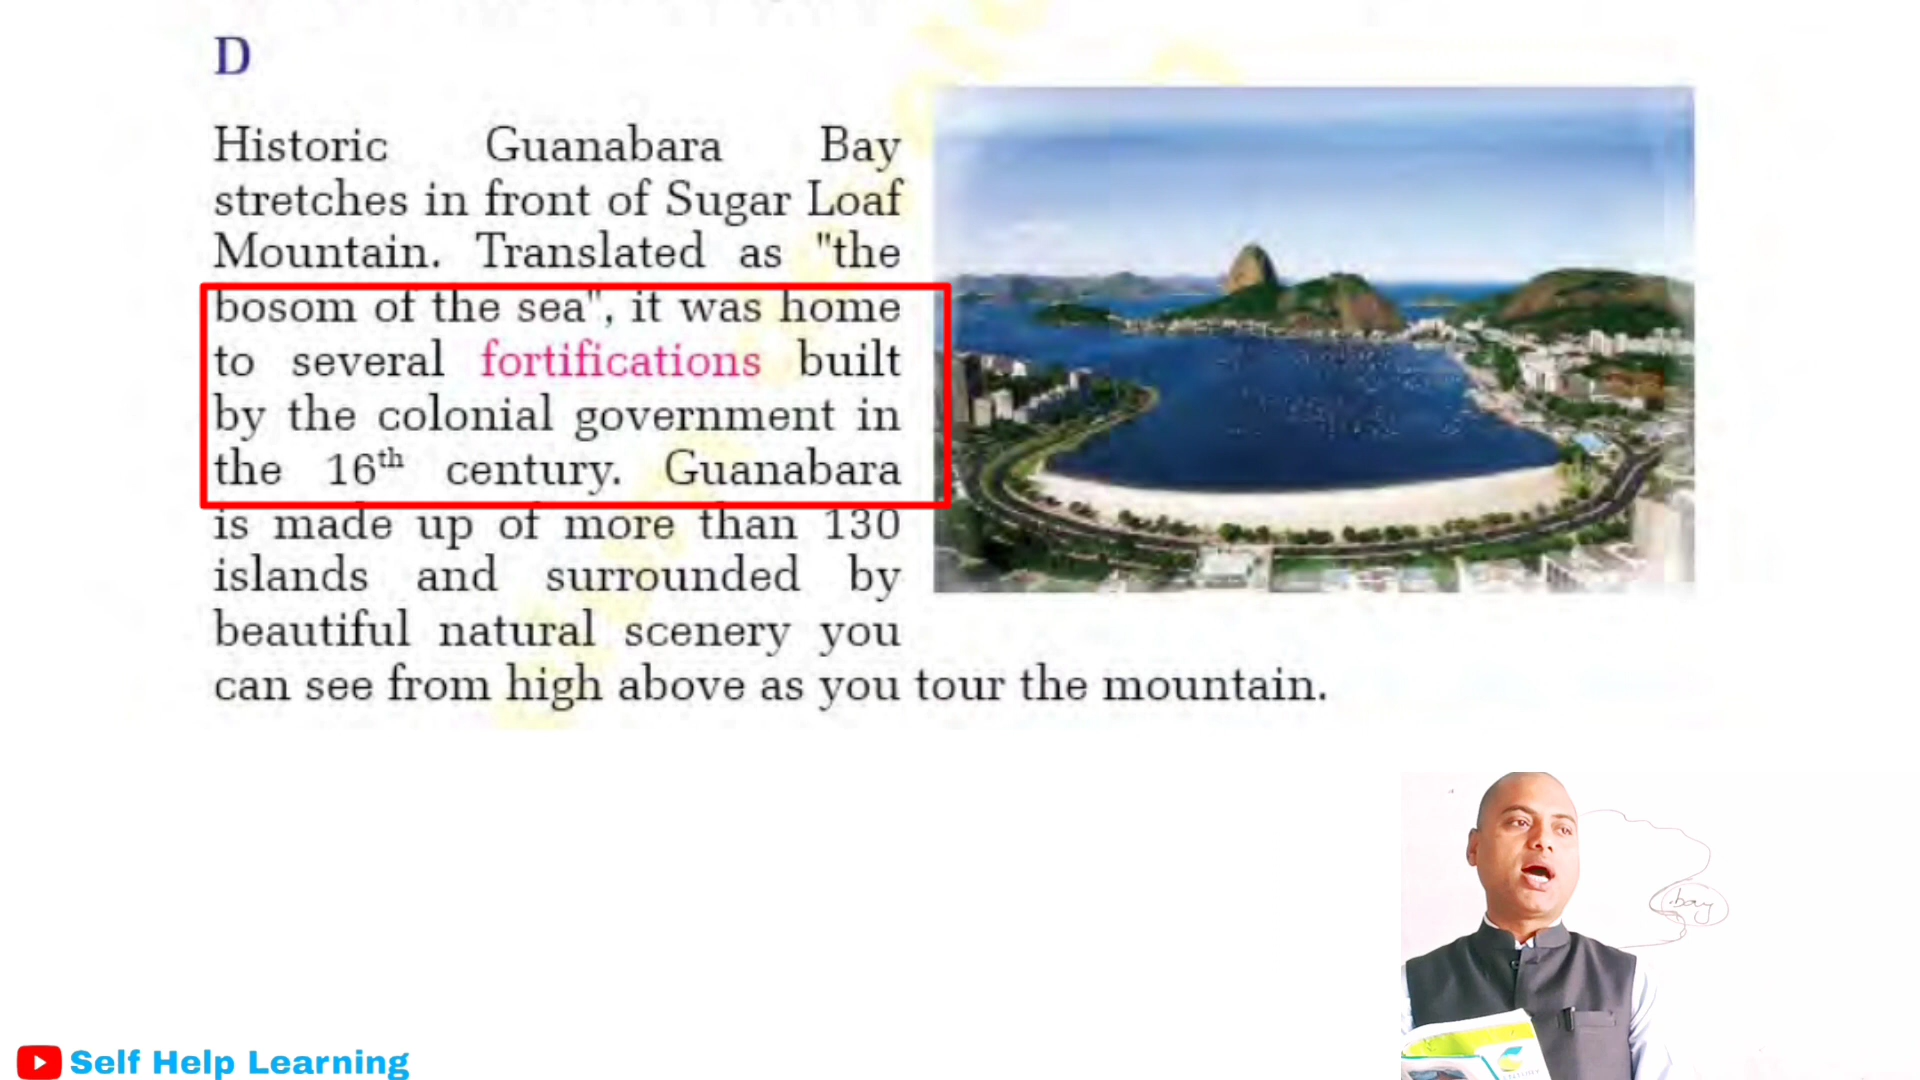 D
Historic Guanabara Bay
stretches in front of Sugar Loaf
Mountain. Translated as "the
bosom of the sea", it was home
to several fortifications built
by the colonial government in
the 16th century. Guanabara
is made up of more than 130
islands and surrounded by
beautiful natural scenery you
can see from high above as you tour the mountain.
bay
Self Help Learning